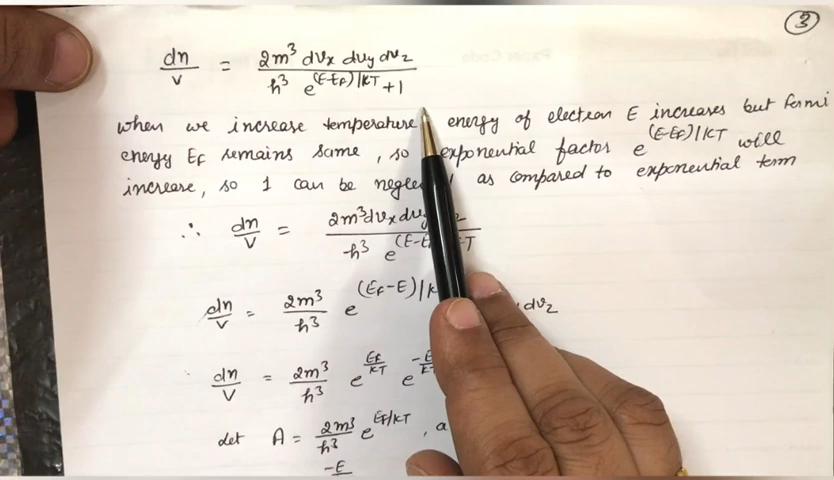 3
dn/v = 2m³ dvx dvy dvz / h³ e^(E-EF)/KT +1
when we increase temperature energy of electron E increases but fermi
energy EF remains same, so exponential factor e^(E-EF)/KT will
increase, so 1 can be as compared to exponential term
∴ dn/v = 2m³dvx / h³ e
dn/v = 2m³/h³ e^(EF-E)/ dvz
dn/v = 2m³/h³ e^EF/KT e
let A = 2m³/h³ e^EF/KT ,
-E